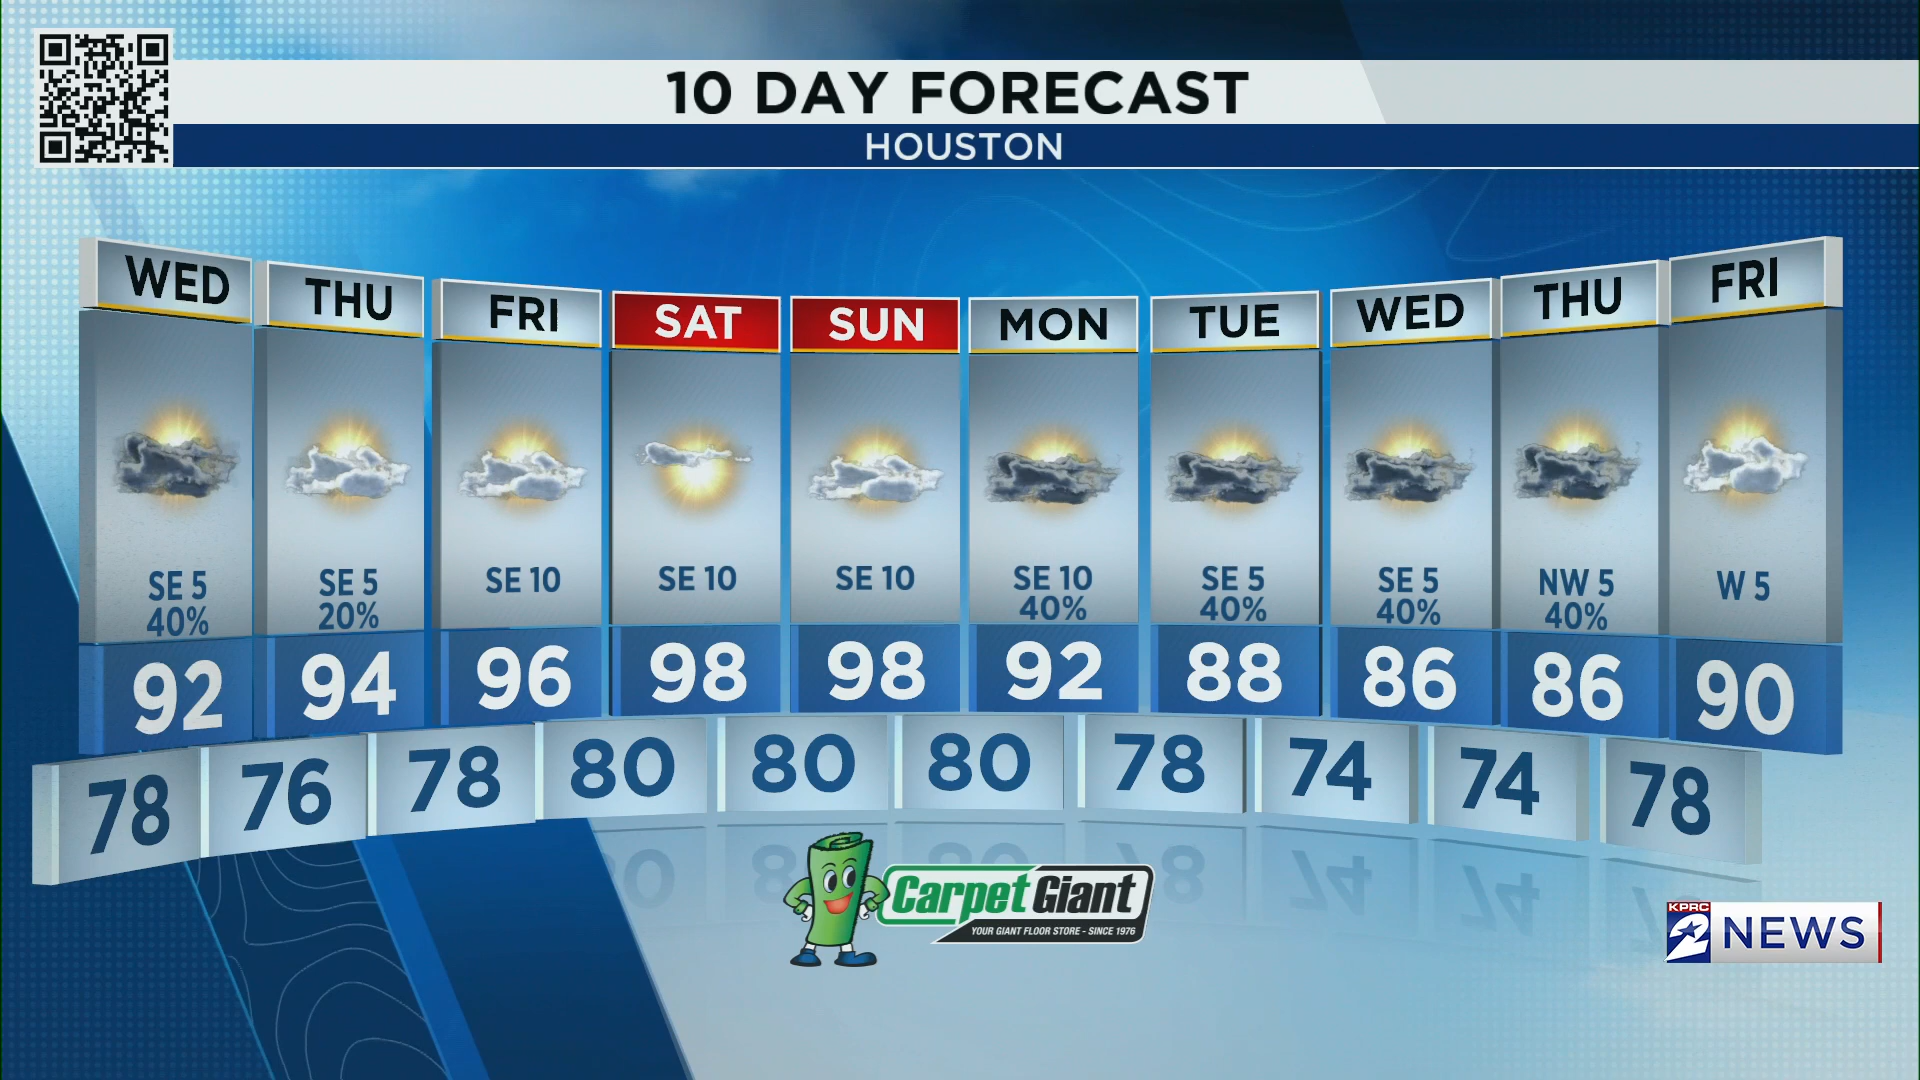 10 DAY FORECAST
HOUSTON
WED THU FRI SAT SUN MON TUE WED THU FRI
SE 5 SE 5 SE 10 SE 10 SE 10 SE 10 SE 5 SE 5 NW 5 W 5
40% 20% 40% 40% 40% 40%
92 94 96 98 98 92 88 86 86 90
78 76 78 80 80 80 78 74 74 78
Carpet Giant
YOUR GIANT FLOOR STORE - SINCE 1976
KPRC
2 NEWS